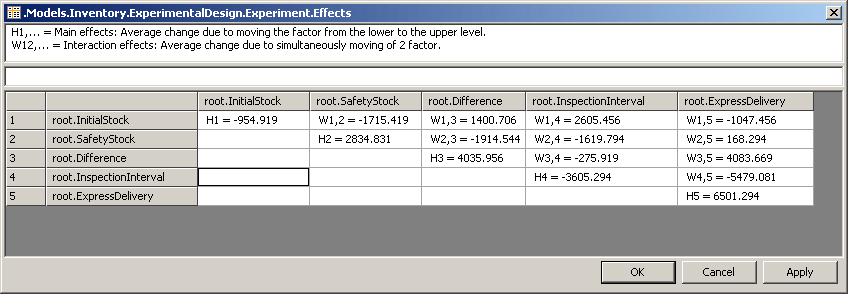 .Models.Inventory.ExperimentalDesign.Experiment.Effects
H1,... = Main effects: Average change due to moving the factor from the lower to the upper level.
W12,... = Interaction effects: Average change due to simultaneously moving of 2 factor.
root.InitialStock root.SafetyStock root.Difference root.InspectionInterval root.ExpressDelivery
1 root.InitialStock H1 = -954.919 W1,2 = -1715.419 W1,3 = 1400.706 W1,4 = 2605.456 W1,5 = -1047.456
2 root.SafetyStock H2 = 2834.831 W2,3 = -1914.544 W2,4 = -1619.794 W2,5 = 168.294
3 root.Difference H3 = 4035.956 W3,4 = -275.919 W3,5 = 4083.669
4 root.InspectionInterval H4 = -3605.294 W4,5 = -5479.081
5 root.ExpressDelivery H5 = 6501.294
OK Cancel Apply